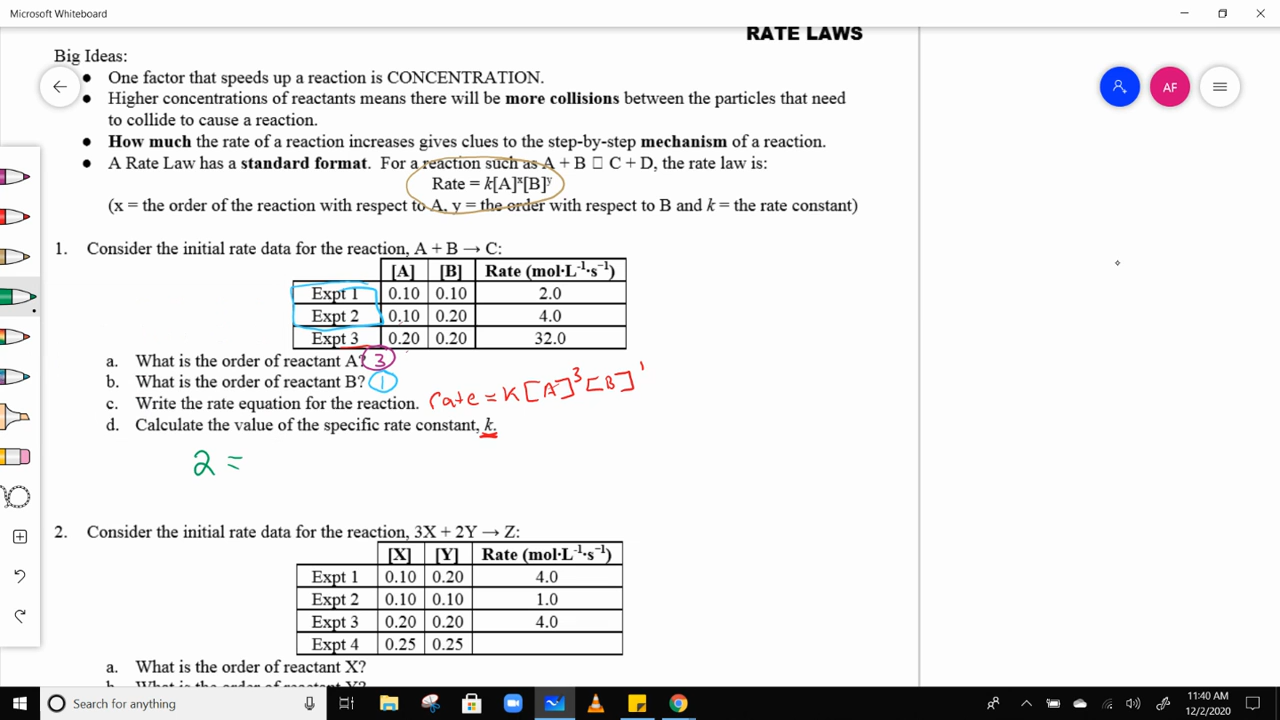 Microsoft Whiteboard
RATE LAWS
Big Ideas:
● One factor that speeds up a reaction is CONCENTRATION.
● Higher concentrations of reactants means there will be more collisions between the particles that need
to collide to cause a reaction.
● How much the rate of a reaction increases gives clues to the step-by-step mechanism of a reaction.
● A Rate Law has a standard format. For a reaction such as A + B □ C + D, the rate law is:
Rate = k[A]ˣ[B]ʸ
(x = the order of the reaction with respect to A, y = the order with respect to B and k = the rate constant)
AF
1. Consider the initial rate data for the reaction, A + B → C:
[A] [B] Rate (mol·L⁻¹·s⁻¹)
Expt 1 0.10 0.10 2.0
Expt 2 0.10 0.20 4.0
Expt 3 0.20 0.20 32.0
a. What is the order of reactant A? 3
b. What is the order of reactant B? 1
c. Write the rate equation for the reaction. rate = K[A]³[B]¹
d. Calculate the value of the specific rate constant, k.
2 =
2. Consider the initial rate data for the reaction, 3X + 2Y → Z:
[X] [Y] Rate (mol·L⁻¹·s⁻¹)
Expt 1 0.10 0.20 4.0
Expt 2 0.10 0.10 1.0
Expt 3 0.20 0.20 4.0
Expt 4 0.25 0.25
a. What is the order of reactant X?
Search for anything
11:40 AM
12/2/2020